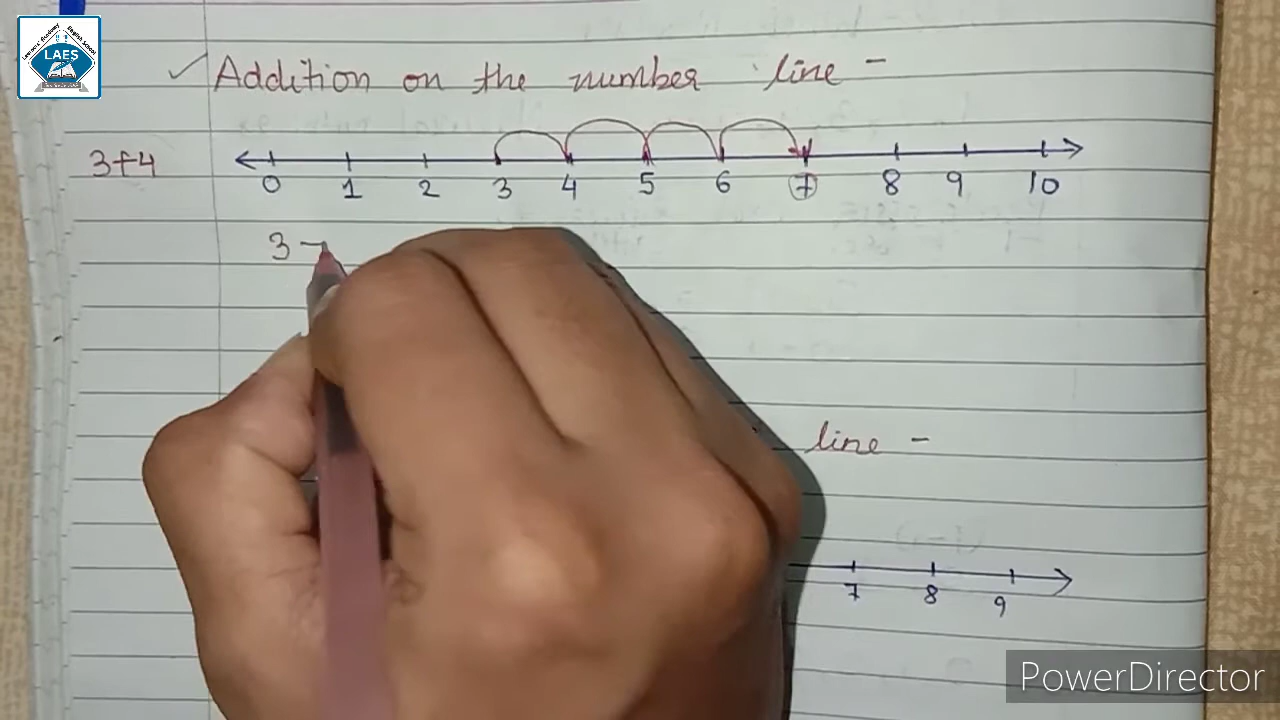 LAES
Addition on the number line -
3+4
0 1 2 3 4 5 6 7 8 9 10
3 -
line -
7 8 9
PowerDirector